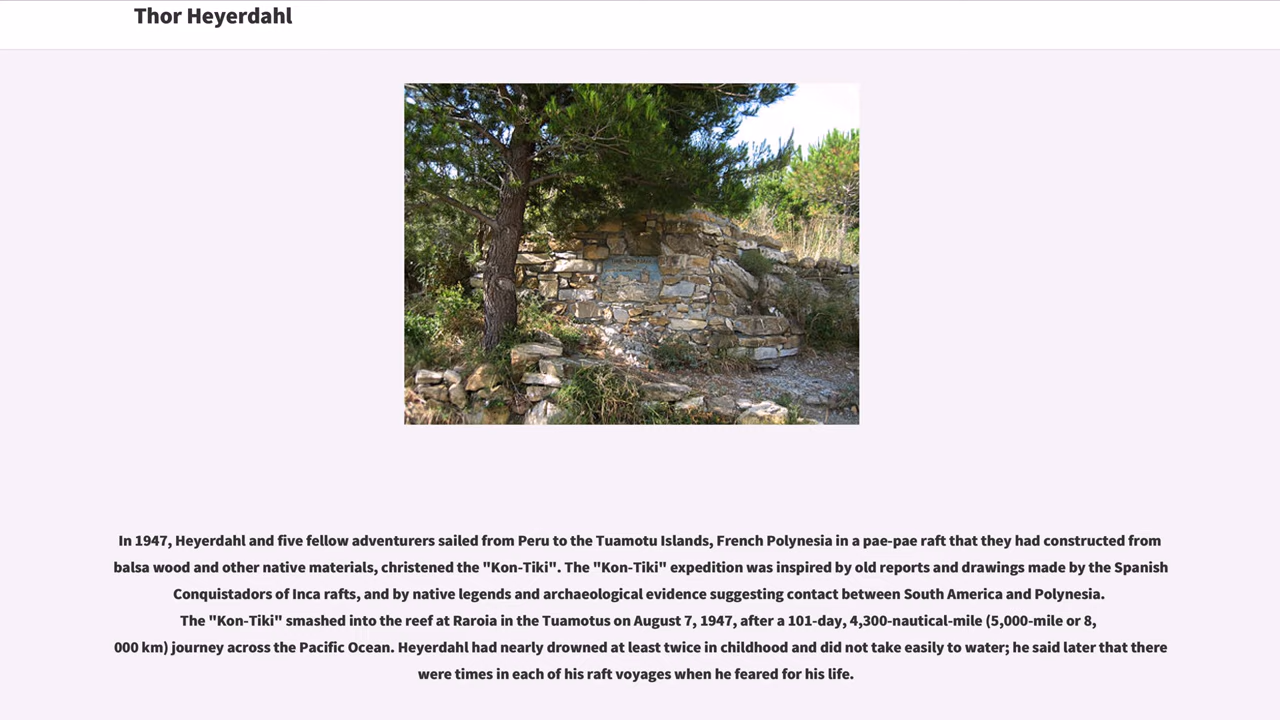 Thor Heyerdahl
In 1947, Heyerdahl and five fellow adventurers sailed from Peru to the Tuamotu Islands, French Polynesia in a pae-pae raft that they had constructed from
balsa wood and other native materials, christened the "Kon-Tiki". The "Kon-Tiki" expedition was inspired by old reports and drawings made by the Spanish
Conquistadors of Inca rafts, and by native legends and archaeological evidence suggesting contact between South America and Polynesia.
The "Kon-Tiki" smashed into the reef at Raroia in the Tuamotus on August 7, 1947, after a 101-day, 4,300-nautical-mile (5,000-mile or 8,
000 km) journey across the Pacific Ocean. Heyerdahl had nearly drowned at least twice in childhood and did not take easily to water; he said later that there
were times in each of his raft voyages when he feared for his life.